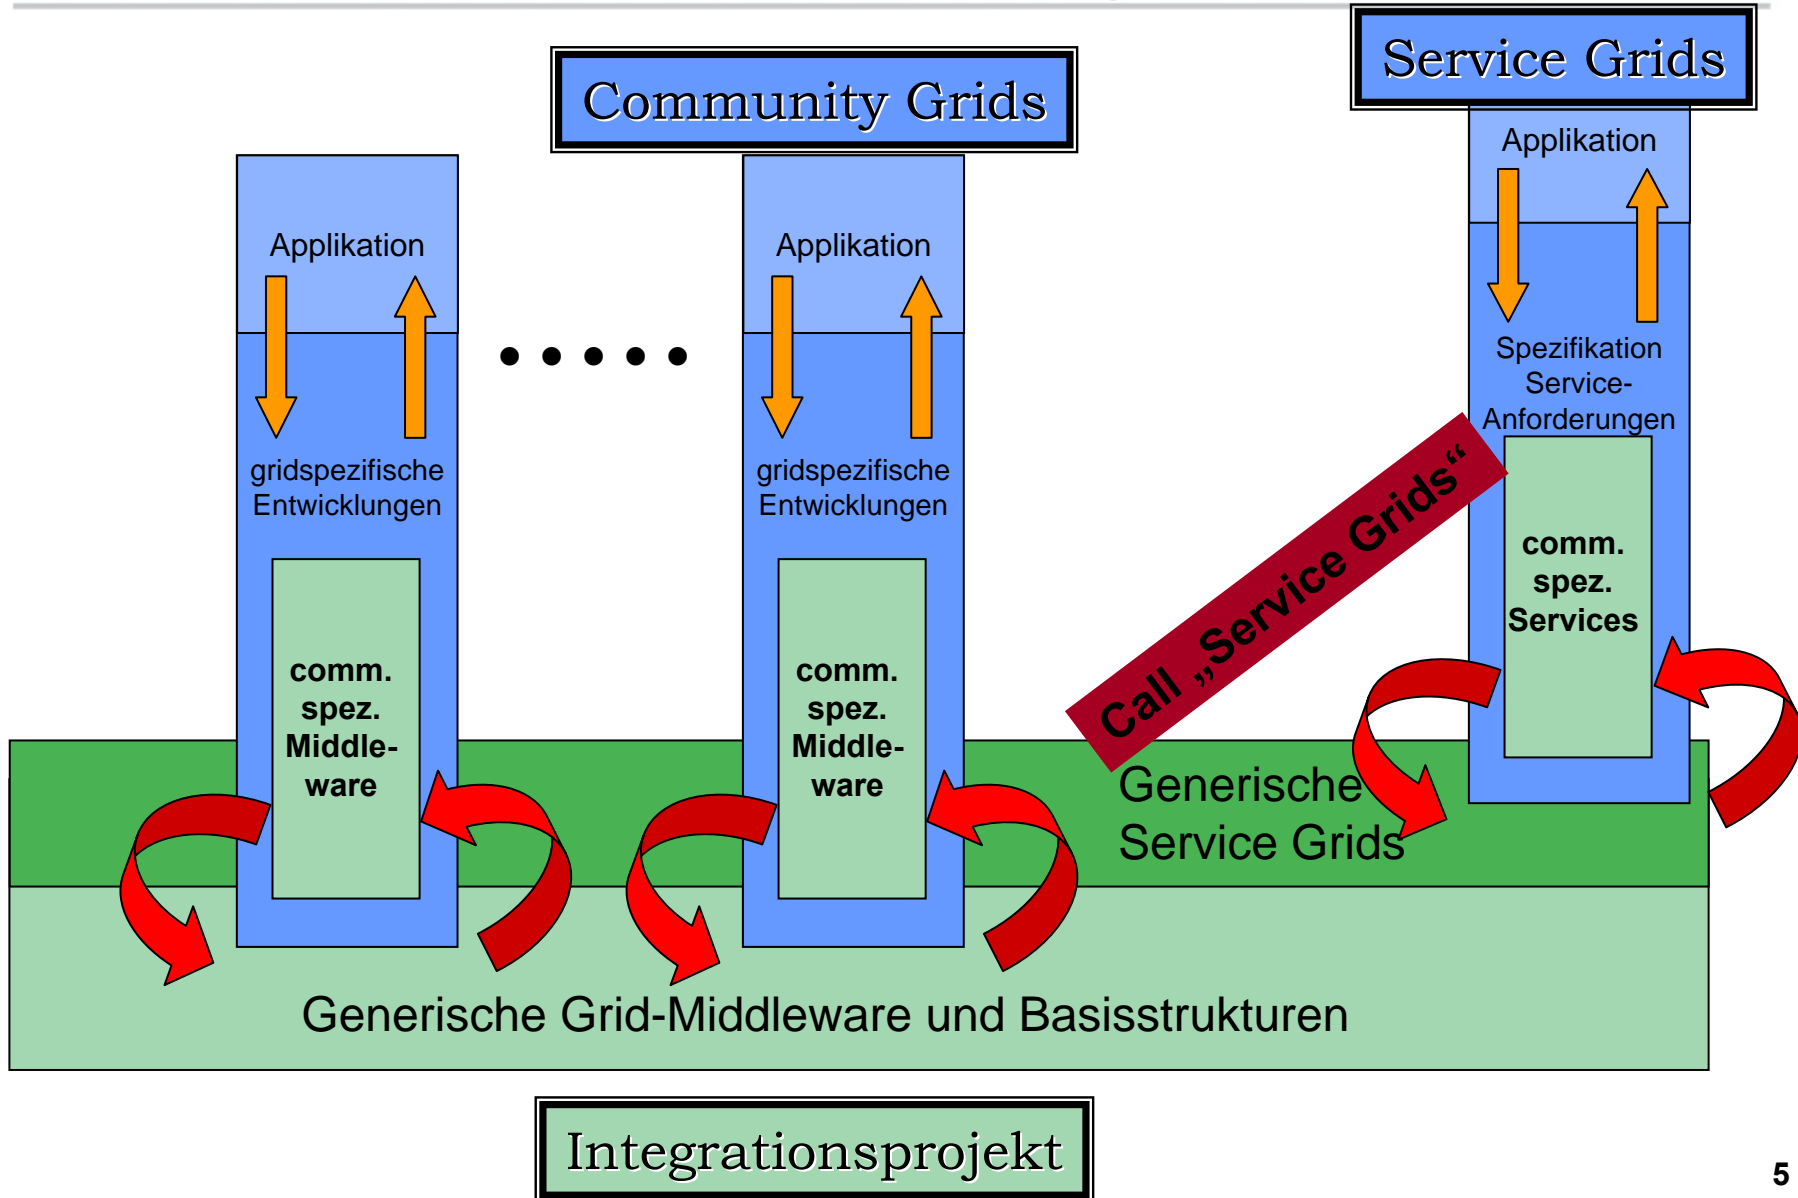 Community Grids
Service Grids
Applikation
gridspezifische
Entwicklungen
comm.
spez.
Middle-
ware
Applikation
gridspezifische
Entwicklungen
comm.
spez.
Middle-
ware
Applikation
Spezifikation
Service-
Anforderungen
comm.
spez.
Services
Call „Service Grids“
Generische
Service Grids
Generische Grid-Middleware und Basisstrukturen
Integrationsprojekt
5